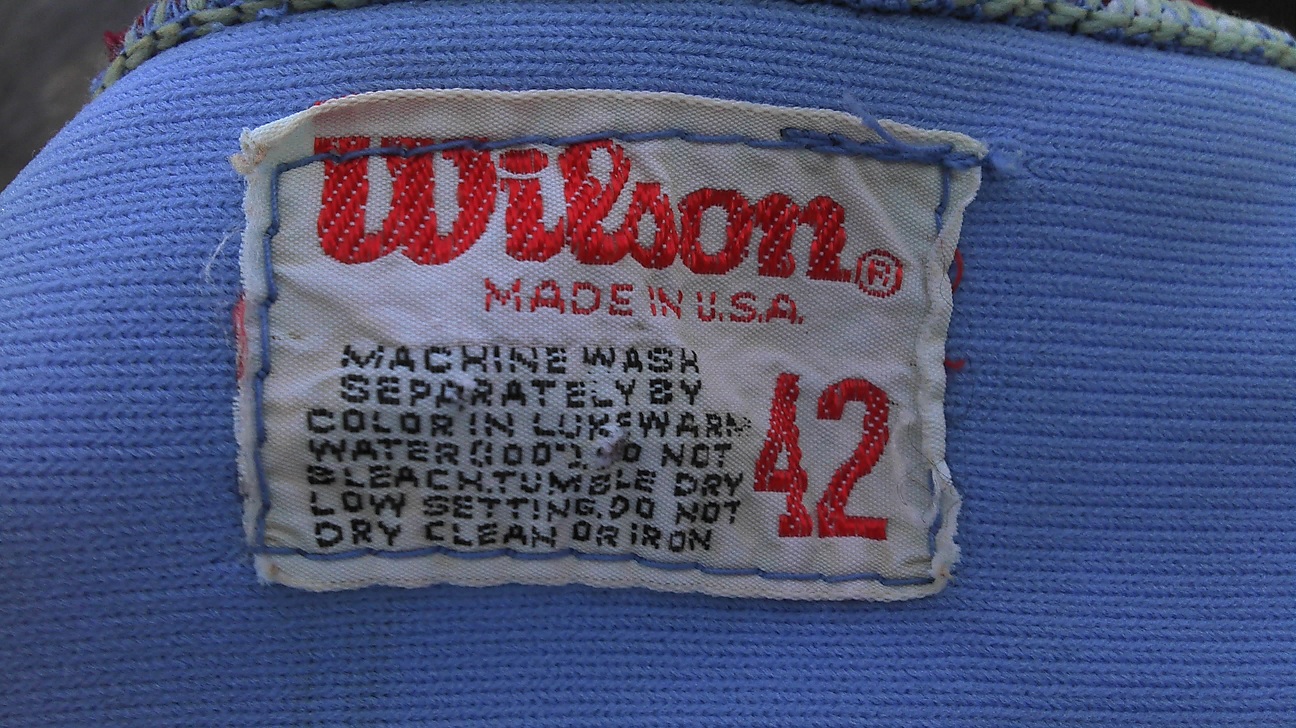 Wilson®
MADE IN U.S.A.
MACHINE WASH
SEPARATELY BY
COLOR IN LUKEWARM
WATER (100°). DO NOT
BLEACH. TUMBLE DRY
LOW SETTING. DO NOT
DRY CLEAN OR IRON
42